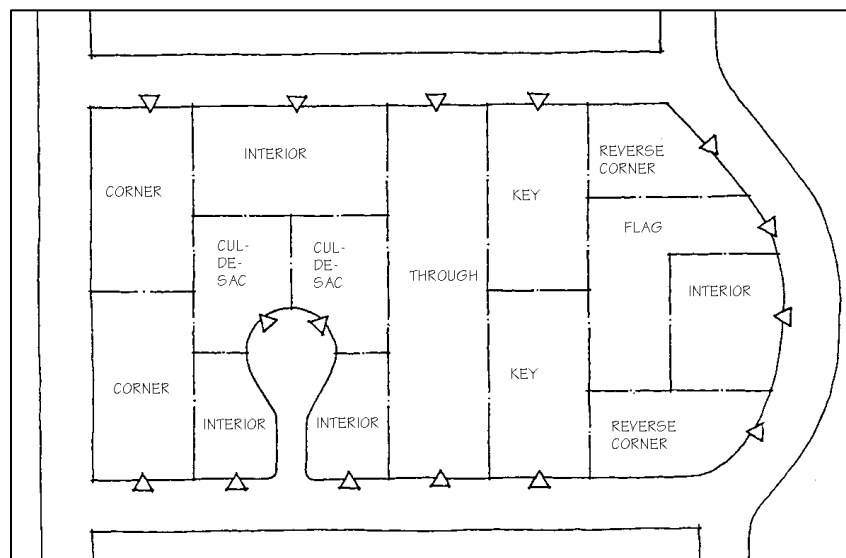 INTERIOR
REVERSE
CORNER
CORNER
KEY
FLAG
CUL-
DE-
SAC
CUL-
DE-
SAC
THROUGH
INTERIOR
CORNER
KEY
INTERIOR
INTERIOR
REVERSE
CORNER